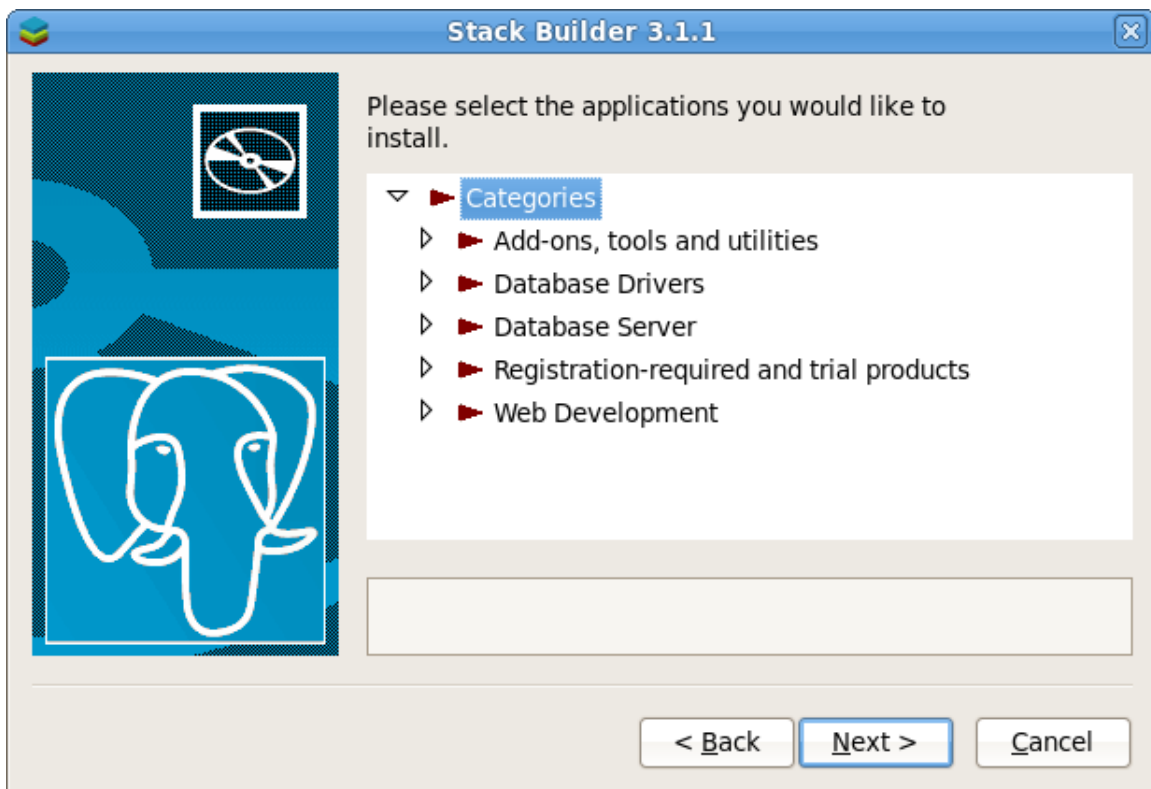 Stack Builder 3.1.1
Please select the applications you would like to
install.
Categories
Add-ons, tools and utilities
Database Drivers
Database Server
Registration-required and trial products
Web Development
< Back
Next >
Cancel